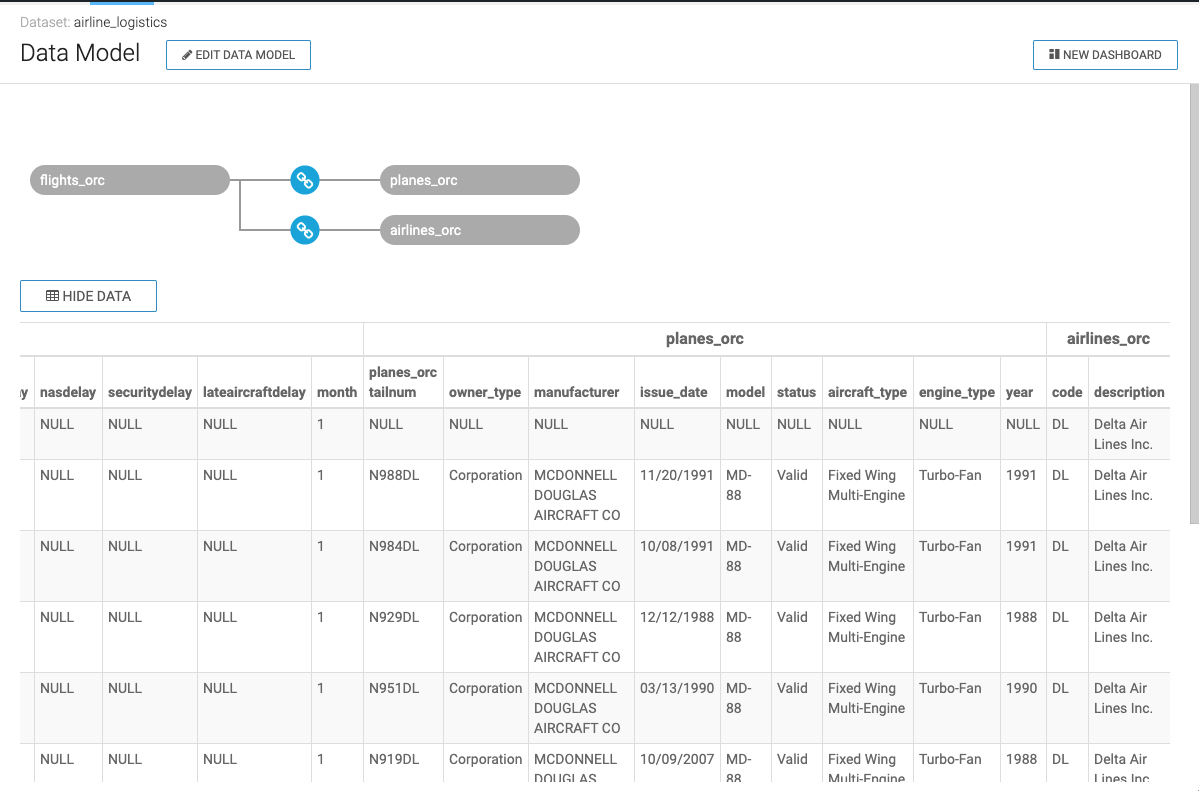 Dataset: airline_logistics
Data Model
EDIT DATA MODEL
NEW DASHBOARD
flights_orc
planes_orc
airlines_orc
HIDE DATA
planes_orc airlines_orc
y nasdelay securitydelay lateaircraftdelay month planes_orc tailnum owner_type manufacturer issue_date model status aircraft_type engine_type year code description
NULL NULL NULL 1 NULL NULL NULL NULL NULL NULL NULL NULL NULL DL Delta Air
Lines Inc.
NULL NULL NULL 1 N988DL Corporation MCDONNELL 11/20/1991 MD- Valid Fixed Wing Turbo-Fan 1991 DL Delta Air
DOUGLAS 88 Multi-Engine Lines Inc.
AIRCRAFT CO
NULL NULL NULL 1 N984DL Corporation MCDONNELL 10/08/1991 MD- Valid Fixed Wing Turbo-Fan 1991 DL Delta Air
DOUGLAS 88 Multi-Engine Lines Inc.
AIRCRAFT CO
NULL NULL NULL 1 N929DL Corporation MCDONNELL 12/12/1988 MD- Valid Fixed Wing Turbo-Fan 1988 DL Delta Air
DOUGLAS 88 Multi-Engine Lines Inc.
AIRCRAFT CO
NULL NULL NULL 1 N951DL Corporation MCDONNELL 03/13/1990 MD- Valid Fixed Wing Turbo-Fan 1990 DL Delta Air
DOUGLAS 88 Multi-Engine Lines Inc.
AIRCRAFT CO
NULL NULL NULL 1 N919DL Corporation MCDONNELL 10/09/2007 MD- Valid Fixed Wing Turbo-Fan 1988 DL Delta Air
DOUGLAS 88 Multi-Engine Lines Inc.